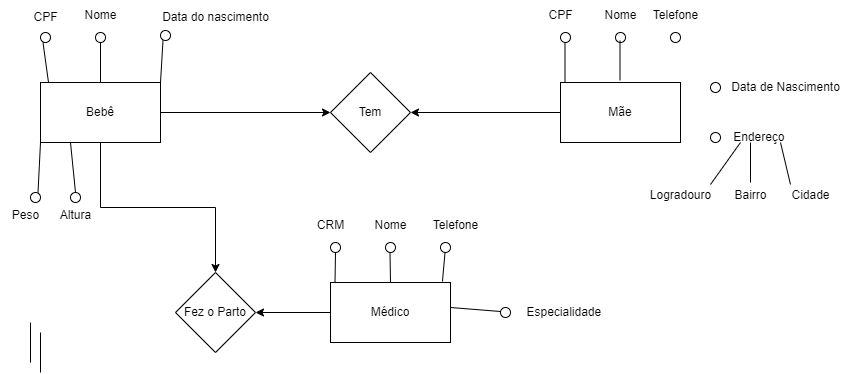 CPF
Nome
Data do nascimento
CPF
Nome
Telefone
Bebê
Tem
Mãe
Data de Nascimento
Endereço
Logradouro
Bairro
Cidade
Peso
Altura
CRM
Nome
Telefone
Fez o Parto
Médico
Especialidade